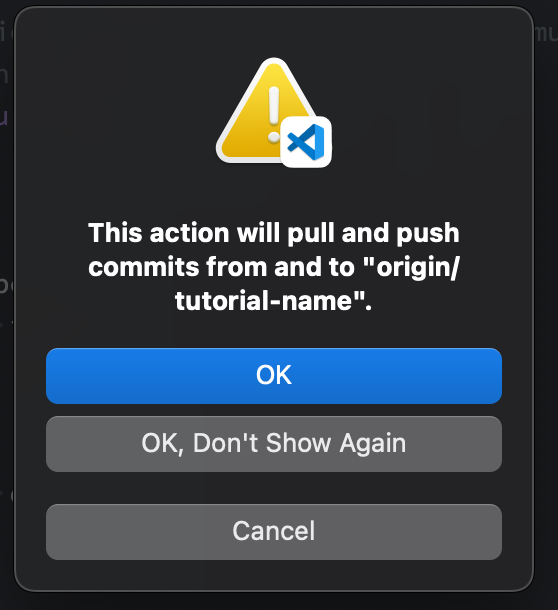 This action will pull and push
commits from and to "origin/
tutorial-name".
OK
OK, Don't Show Again
Cancel